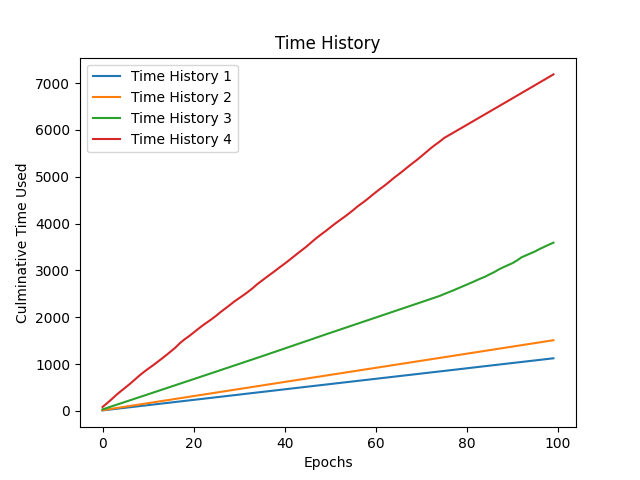 Time History
Time History 1
Time History 2
Time History 3
Time History 4
Culminative Time Used
7000
6000
5000
4000
3000
2000
1000
0
0 20 40 60 80 100
Epochs